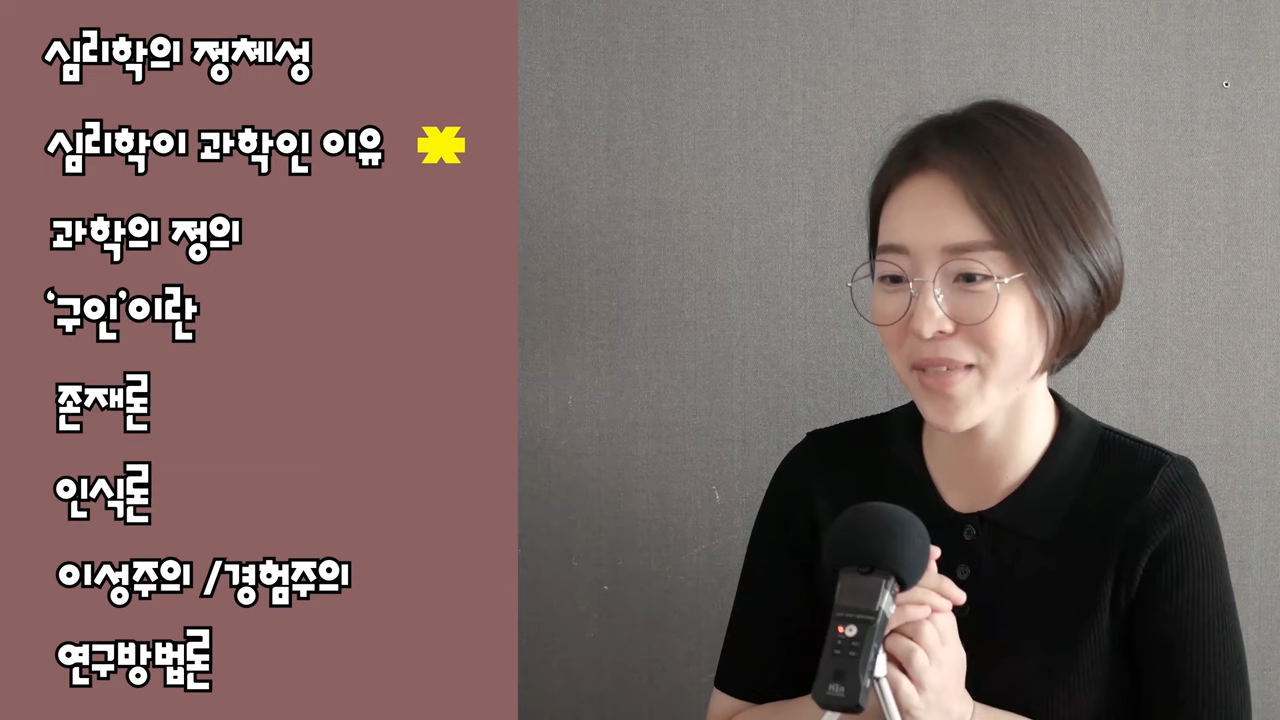 심리학의 정체성
심리학이 과학인 이유
과학의 정의
‘구인’이란
존재론
인식론
이성주의 /경험주의
연구방법론
H1n